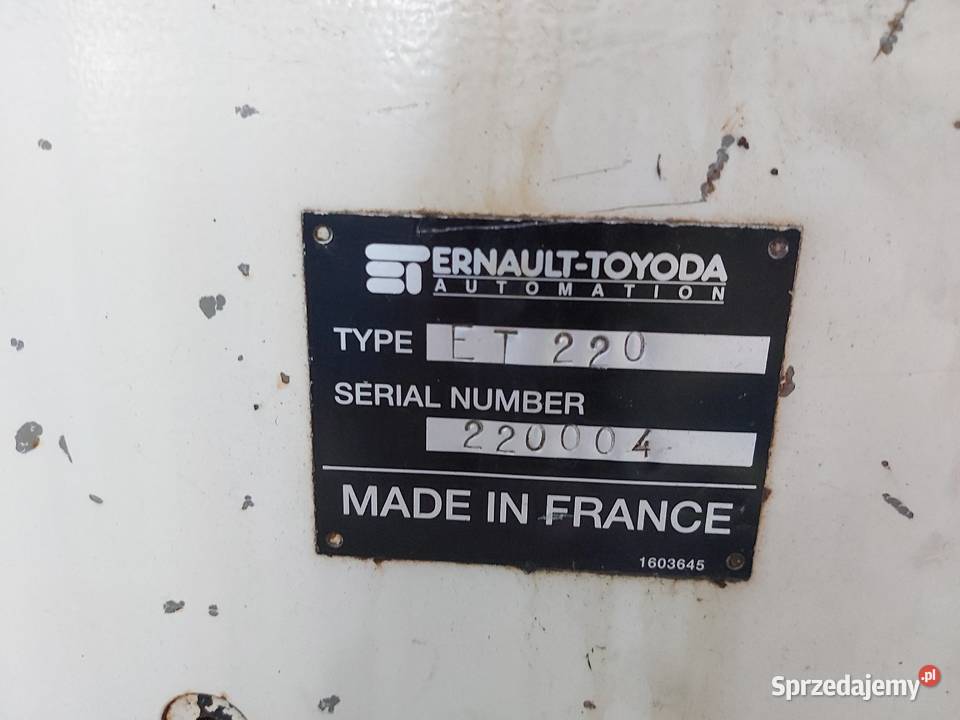 ERNAULT-TOYODA
AUTOMATION
TYPE ET 220
SERIAL NUMBER
220004
MADE IN FRANCE
1603645
Sprzedajemy.pl